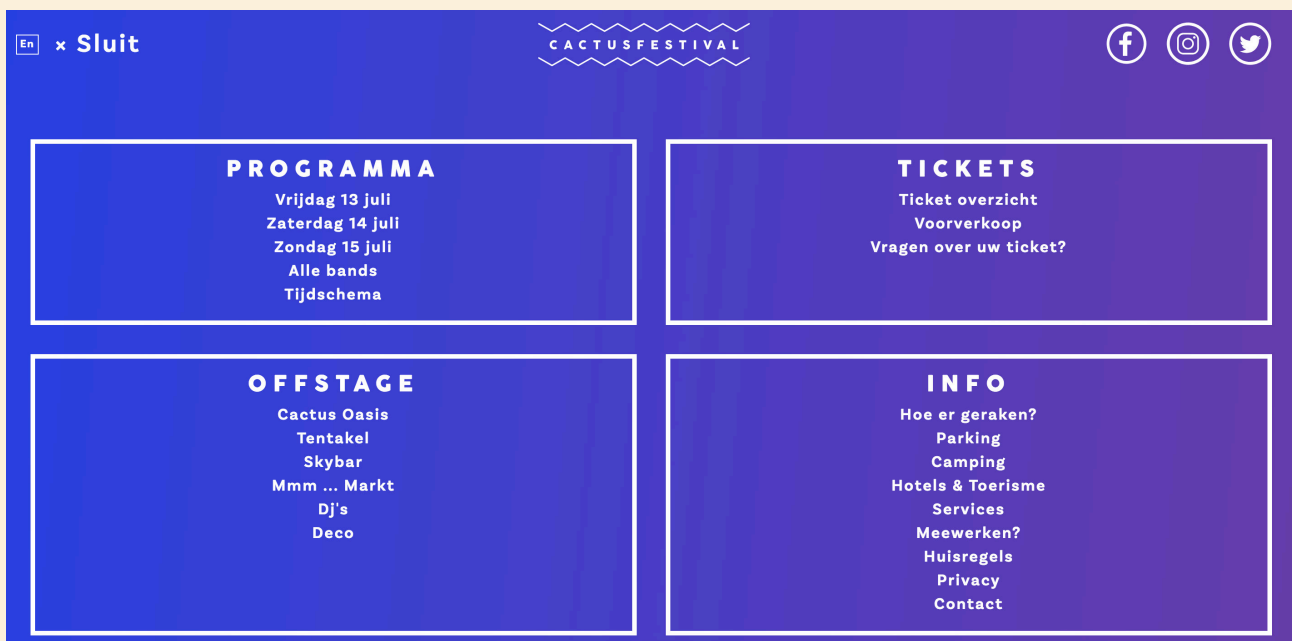 En × Sluit
CACTUSFESTIVAL
PROGRAMMA
Vrijdag 13 juli
Zaterdag 14 juli
Zondag 15 juli
Alle bands
Tijdschema
TICKETS
Ticket overzicht
Voorverkoop
Vragen over uw ticket?
OFFSTAGE
Cactus Oasis
Tentakel
Skybar
Mmm ... Markt
Dj's
Deco
INFO
Hoe er geraken?
Parking
Camping
Hotels & Toerisme
Services
Meewerken?
Huisregels
Privacy
Contact